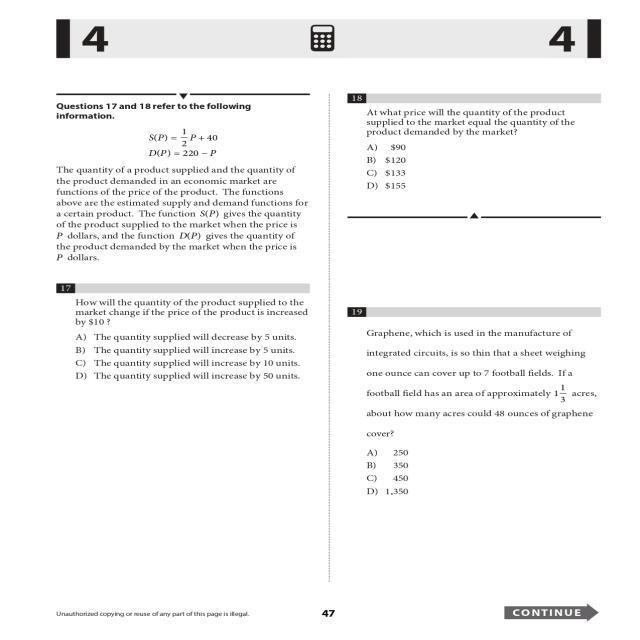 4
4
Questions 17 and 18 refer to the following
information.
S(P) = 1/2 P + 40
D(P) = 220 − P
The quantity of a product supplied and the quantity of
the product demanded in an economic market are
functions of the price of the product. The functions
above are the estimated supply and demand functions for
a certain product. The function S(P) gives the quantity
of the product supplied to the market when the price is
P dollars, and the function D(P) gives the quantity of
the product demanded by the market when the price is
P dollars.
17
How will the quantity of the product supplied to the
market change if the price of the product is increased
by $10 ?
A) The quantity supplied will decrease by 5 units.
B) The quantity supplied will increase by 5 units.
C) The quantity supplied will increase by 10 units.
D) The quantity supplied will increase by 50 units.
18
At what price will the quantity of the product
supplied to the market equal the quantity of the
product demanded by the market?
A) $90
B) $120
C) $133
D) $155
19
Graphene, which is used in the manufacture of
integrated circuits, is so thin that a sheet weighing
one ounce can cover up to 7 football fields. If a
football field has an area of approximately 1 1/3 acres,
about how many acres could 48 ounces of graphene
cover?
A) 250
B) 350
C) 450
D) 1,350
Unauthorized copying or reuse of any part of this page is illegal.
47
CONTINUE